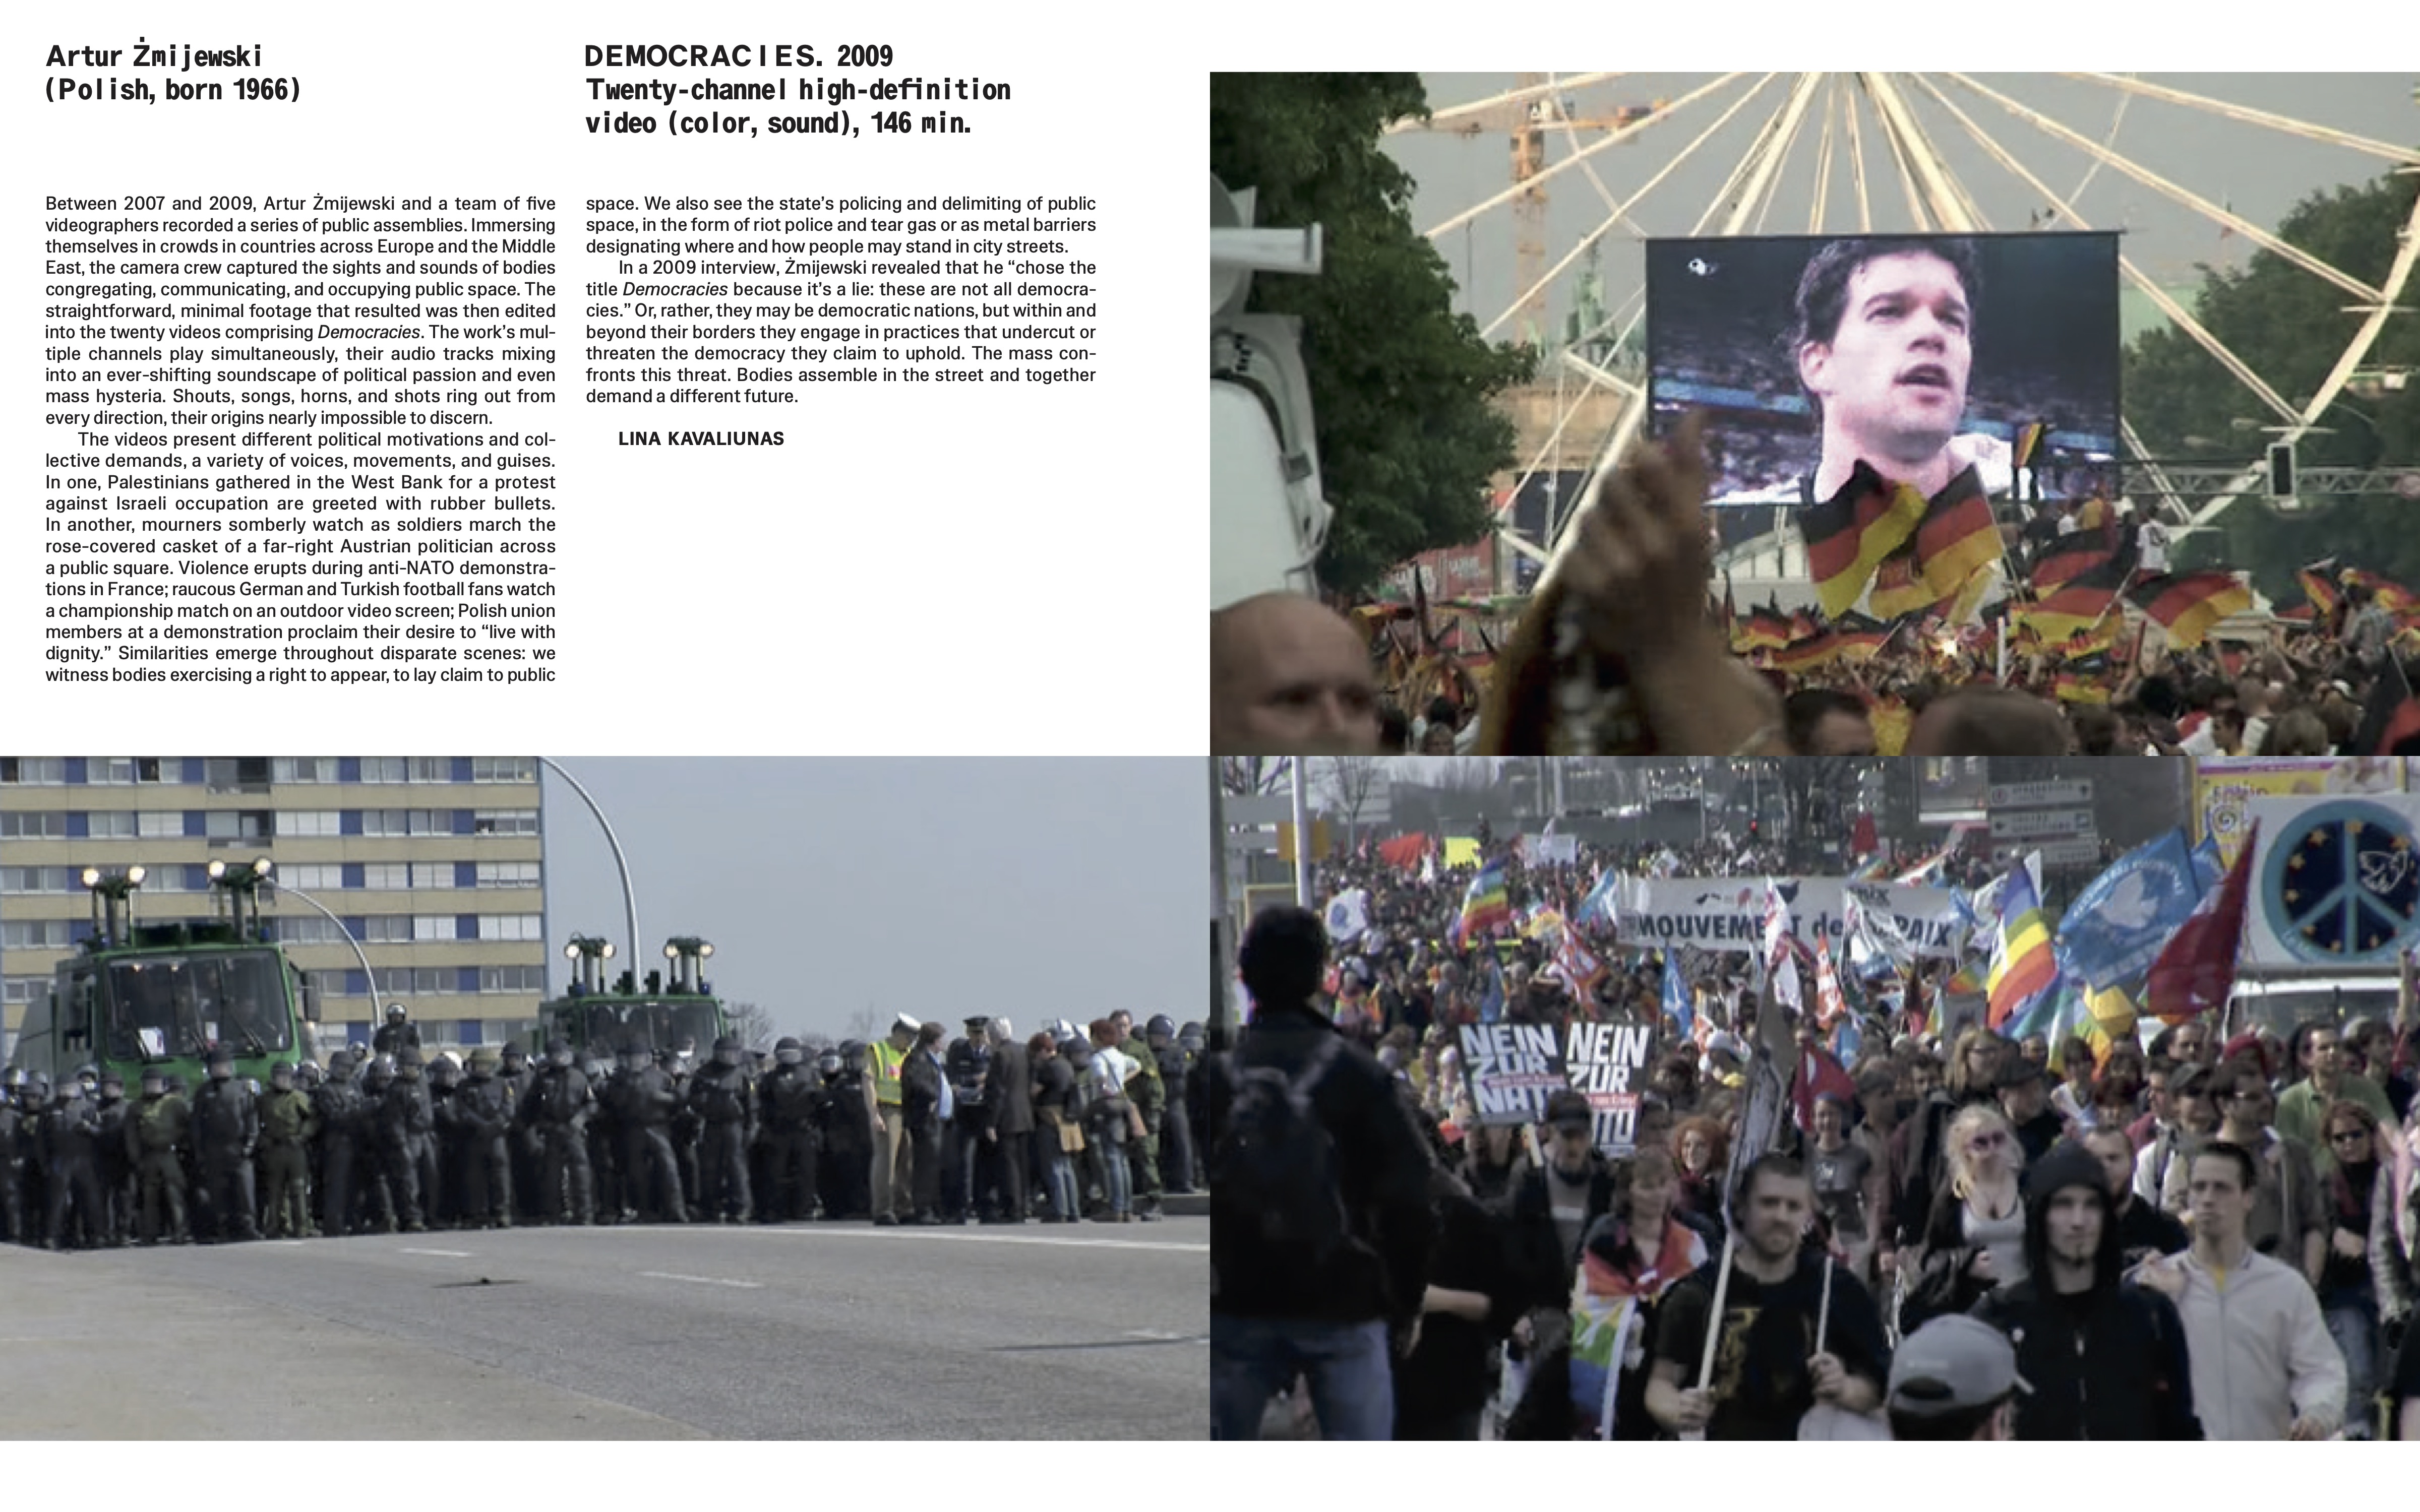 Artur Żmijewski
(Polish, born 1966)
DEMOCRACIES. 2009
Twenty-channel high-definition
video (color, sound), 146 min.
Between 2007 and 2009, Artur Żmijewski and a team of five
videographers recorded a series of public assemblies. Immersing
themselves in crowds in countries across Europe and the Middle
East, the camera crew captured the sights and sounds of bodies
congregating, communicating, and occupying public space. The
straightforward, minimal footage that resulted was then edited
into the twenty videos comprising Democracies. The work’s mul-
tiple channels play simultaneously, their audio tracks mixing
into an ever-shifting soundscape of political passion and even
mass hysteria. Shouts, songs, horns, and shots ring out from
every direction, their origins nearly impossible to discern.
The videos present different political motivations and col-
lective demands, a variety of voices, movements, and guises.
In one, Palestinians gathered in the West Bank for a protest
against Israeli occupation are greeted with rubber bullets.
In another, mourners somberly watch as soldiers march the
rose-covered casket of a far-right Austrian politician across
a public square. Violence erupts during anti-NATO demonstra-
tions in France; raucous German and Turkish football fans watch
a championship match on an outdoor video screen; Polish union
members at a demonstration proclaim their desire to “live with
dignity.” Similarities emerge throughout disparate scenes: we
witness bodies exercising a right to appear, to lay claim to public
space. We also see the state’s policing and delimiting of public
space, in the form of riot police and tear gas or as metal barriers
designating where and how people may stand in city streets.
In a 2009 interview, Żmijewski revealed that he “chose the
title Democracies because it’s a lie: these are not all democra-
cies.” Or, rather, they may be democratic nations, but within and
beyond their borders they engage in practices that undercut or
threaten the democracy they claim to uphold. The mass con-
fronts this threat. Bodies assemble in the street and together
demand a different future.
LINA KAVALIUNAS
MOUVEMENT de PAIX
NEIN
ZUR
NAT
NEIN
ZUR
TO